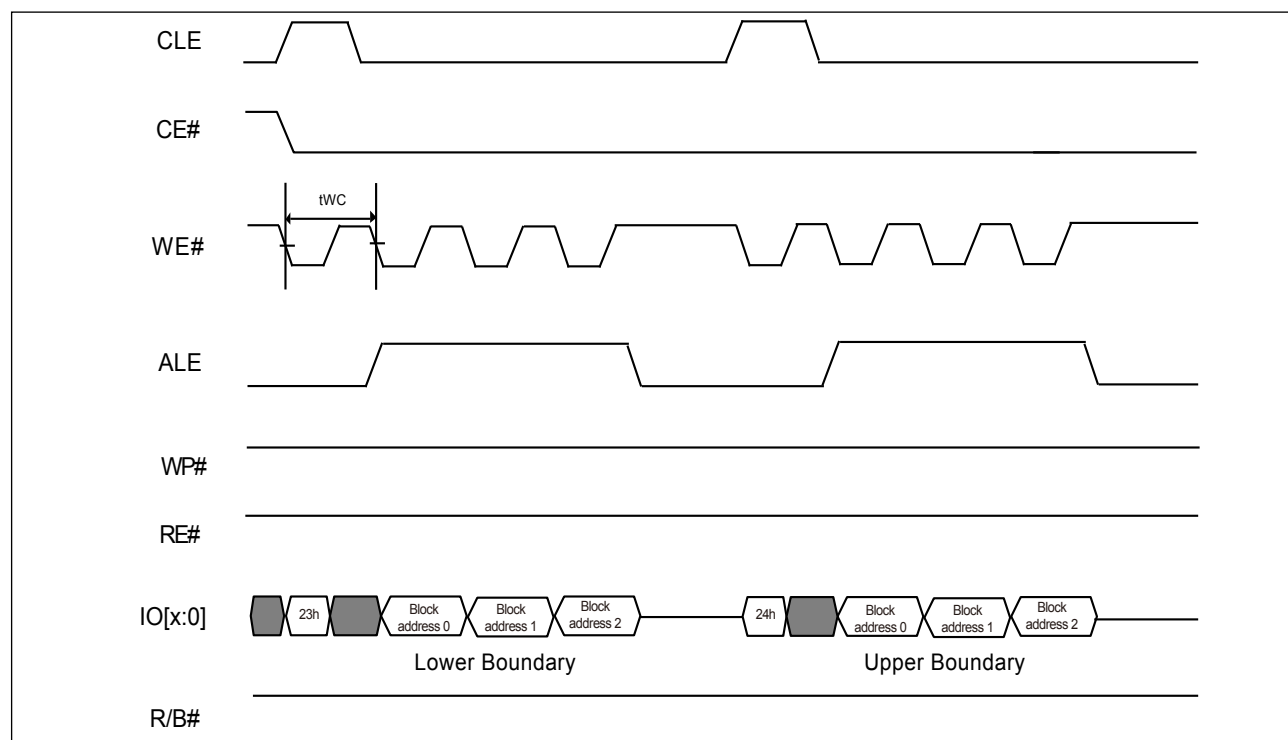 CLE
CE#
tWC
WE#
ALE
WP#
RE#
IO[x:0]
23h
Block
address 0
Block
address 1
Block
address 2
24h
Block
address 0
Block
address 1
Block
address 2
Lower Boundary
Upper Boundary
R/B#